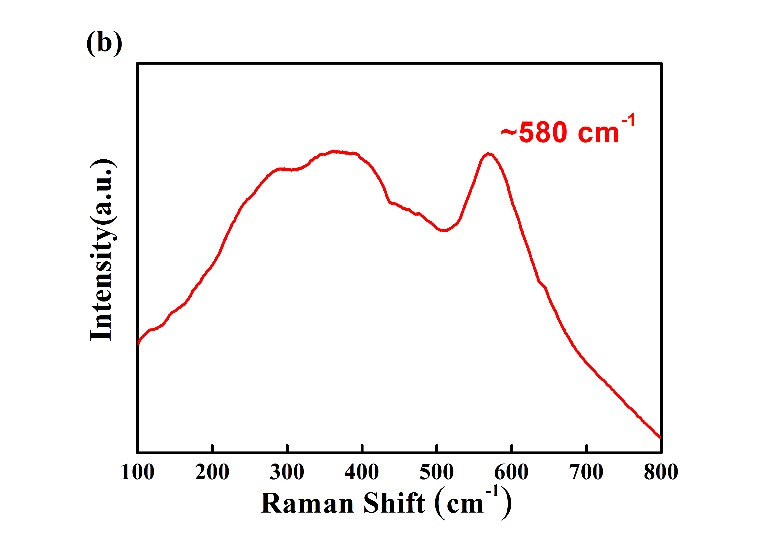 (b)
~580 cm⁻¹
Intensity(a.u.)
100 200 300 400 500 600 700 800
Raman Shift (cm⁻¹)